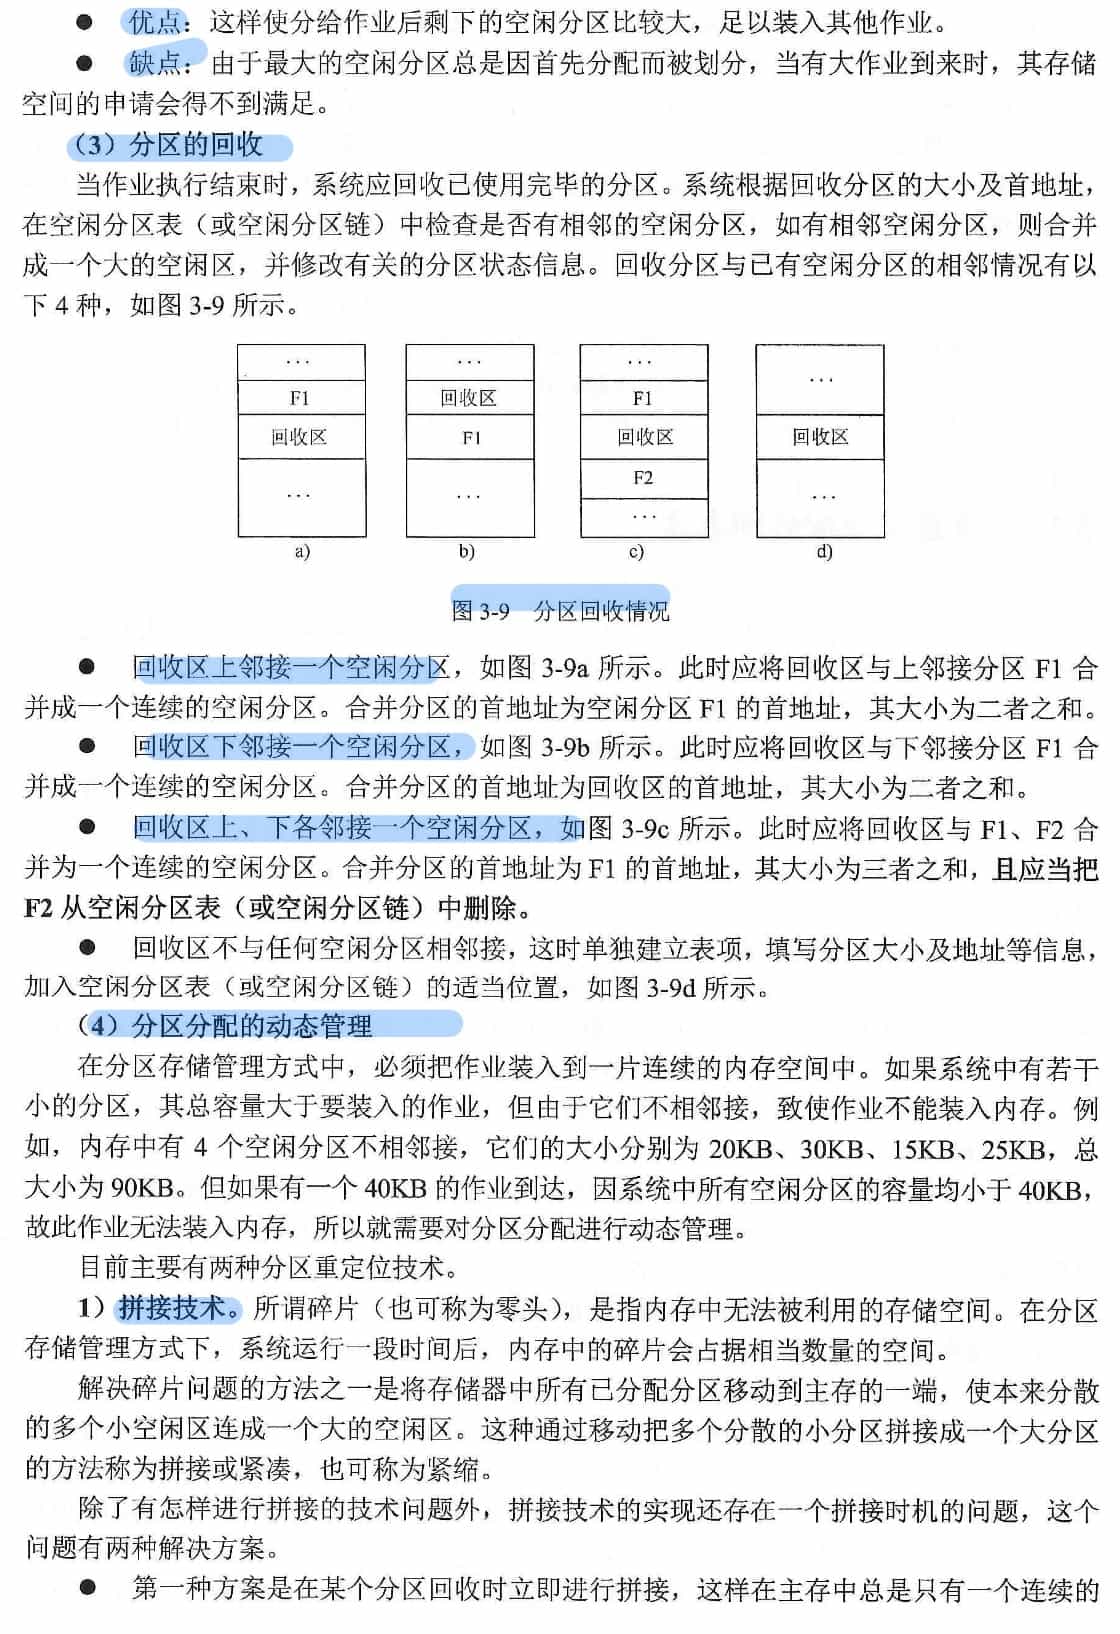 ● 优点：这样使分给作业后剩下的空闲分区比较大，足以装入其他作业。
● 缺点：由于最大的空闲分区总是因首先分配而被划分，当有大作业到来时，其存储
空间的申请会得不到满足。
（3）分区的回收
当作业执行结束时，系统应回收已使用完毕的分区。系统根据回收分区的大小及首地址，
在空闲分区表（或空闲分区链）中检查是否有相邻的空闲分区，如有相邻空闲分区，则合并
成一个大的空闲区，并修改有关的分区状态信息。回收分区与已有空闲分区的相邻情况有以
下 4 种，如图 3-9 所示。
…
F1
回收区
…
a)
…
回收区
F1
…
b)
…
F1
回收区
F2
…
c)
…
回收区
…
d)
图 3-9 分区回收情况
● 回收区上邻接一个空闲分区，如图 3-9a 所示。此时应将回收区与上邻接分区 F1 合
并成一个连续的空闲分区。合并分区的首地址为空闲分区 F1 的首地址，其大小为二者之和。
● 回收区下邻接一个空闲分区，如图 3-9b 所示。此时应将回收区与下邻接分区 F1 合
并成一个连续的空闲分区。合并分区的首地址为回收区的首地址，其大小为二者之和。
● 回收区上、下各邻接一个空闲分区，如图 3-9c 所示。此时应将回收区与 F1、F2 合
并为一个连续的空闲分区。合并分区的首地址为 F1 的首地址，其大小为三者之和，且应当把
F2 从空闲分区表（或空闲分区链）中删除。
● 回收区不与任何空闲分区相邻接，这时单独建立表项，填写分区大小及地址等信息，
加入空闲分区表（或空闲分区链）的适当位置，如图 3-9d 所示。
（4）分区分配的动态管理
在分区存储管理方式中，必须把作业装入到一片连续的内存空间中。如果系统中有若干
小的分区，其总容量大于要装入的作业，但由于它们不相邻接，致使作业不能装入内存。例
如，内存中有 4 个空闲分区不相邻接，它们的大小分别为 20KB、30KB、15KB、25KB，总
大小为 90KB。但如果有一个 40KB 的作业到达，因系统中所有空闲分区的容量均小于 40KB，
故此作业无法装入内存，所以就需要对分区分配进行动态管理。
目前主要有两种分区重定位技术。
1）拼接技术。所谓碎片（也可称为零头），是指内存中无法被利用的存储空间。在分区
存储管理方式下，系统运行一段时间后，内存中的碎片会占据相当数量的空间。
解决碎片问题的方法之一是将存储器中所有已分配分区移动到主存的一端，使本来分散
的多个小空闲区连成一个大的空闲区。这种通过移动把多个分散的小分区拼接成一个大分区
的方法称为拼接或紧凑，也可称为紧缩。
除了有怎样进行拼接的技术问题外，拼接技术的实现还存在一个拼接时机的问题，这个
问题有两种解决方案。
● 第一种方案是在某个分区回收时立即进行拼接，这样在主存中总是只有一个连续的